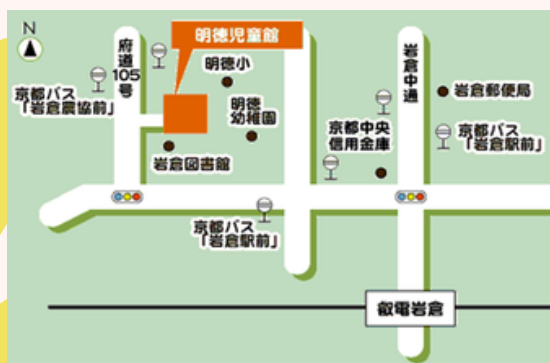 N
府道105号
明徳児童館
明徳小
岩倉中通
京都バス
「岩倉農協前」
明徳
幼稚園
岩倉郵便局
京都中央
信用金庫
京都バス
「岩倉駅前」
岩倉図書館
京都バス
「岩倉駅前」
叡電岩倉